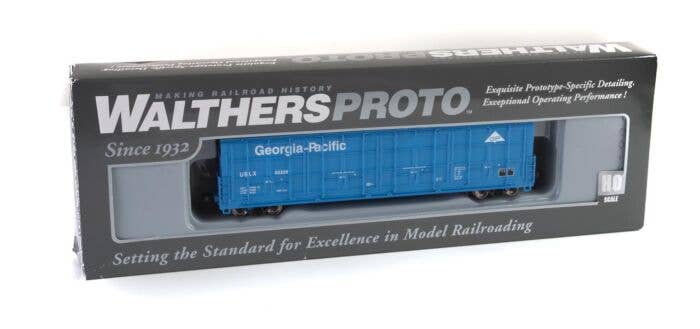 WALTHERSPROTO
MAKING RAILROAD HISTORY
WALTHERSPROTO™
Since 1932
Exquisite Prototype-Specific Detailing.
Exceptional Operating Performance!
Georgia-Pacific
USLX
HO
SCALE
Setting the Standard for Excellence in Model Railroading